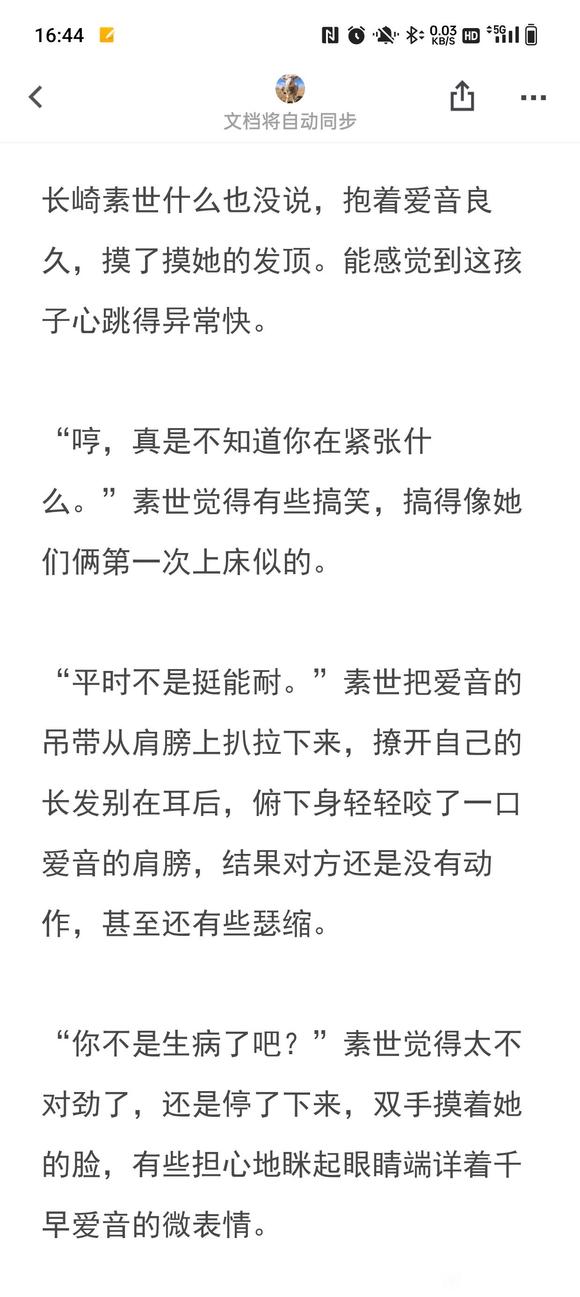 16:44
0.03
KB/S
HD
5G
文档将自动同步
长崎素世什么也没说，抱着爱音良
久，摸了摸她的发顶。能感觉到这孩
子心跳得异常快。
“哼，真是不知道你在紧张什
么。”素世觉得有些搞笑，搞得像她
们俩第一次上床似的。
“平时不是挺能耐。”素世把爱音的
吊带从肩膀上扒拉下来，撩开自己的
长发别在耳后，俯下身轻轻咬了一口
爱音的肩膀，结果对方还是没有动
作，甚至还有些瑟缩。
“你不是生病了吧？”素世觉得太不
对劲了，还是停了下来，双手摸着她
的脸，有些担心地眯起眼睛端详着千
早爱音的微表情。